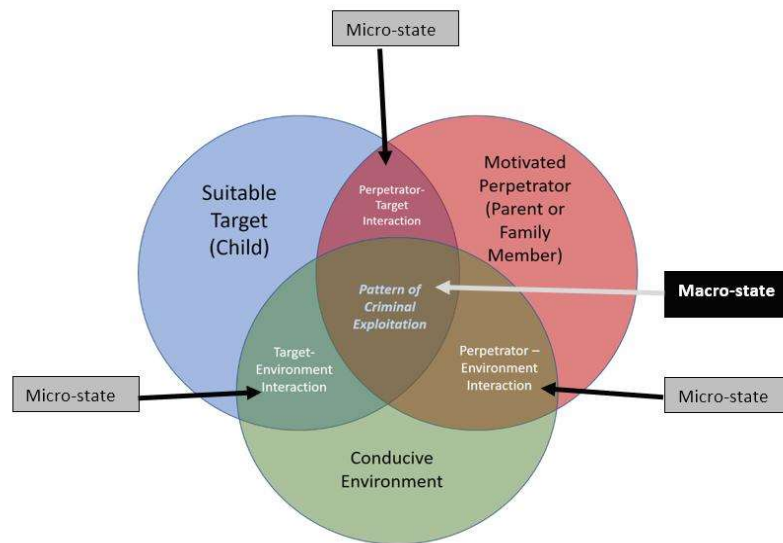 Micro-state
Suitable
Target
(Child)
Perpetrator-
Target
Interaction
Motivated
Perpetrator
(Parent or
Family
Member)
Pattern of
Criminal
Exploitation
Macro-state
Target-
Environment
Interaction
Perpetrator –
Environment
Interaction
Micro-state
Micro-state
Conducive
Environment